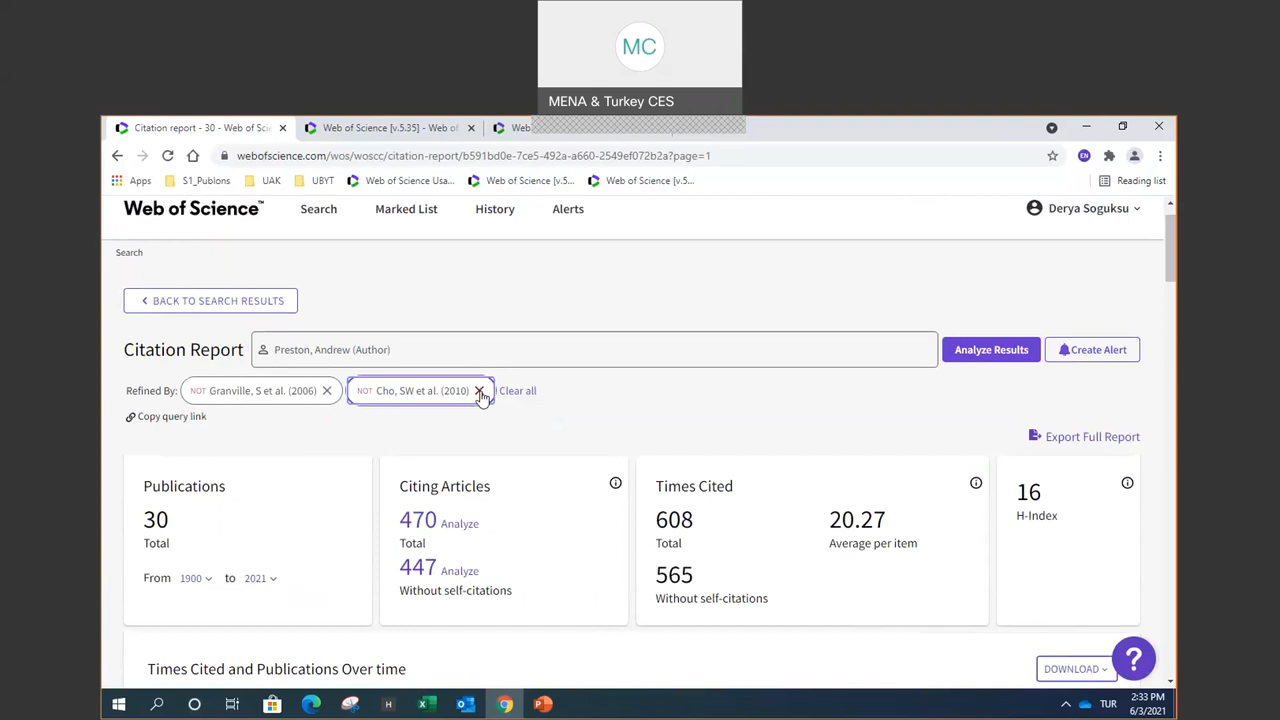 MC
MENA & Turkey CES
Citation report - 30 - Web of Scie
Web of Science [v.5.35] - Web of
Web
webofscience.com/wos/woscc/citation-report/b591bd0e-7ce5-492a-a660-2549ef072b2a?page=1
EN
Apps
S1_Publons
UAK
UBYT
Web of Science Usa...
Web of Science [v.5...
Web of Science [v.5...
Reading list
Web of Science™
Search
Marked List
History
Alerts
Derya Soguksu
Search
BACK TO SEARCH RESULTS
Citation Report
Preston, Andrew (Author)
Analyze Results
Create Alert
Refined By:
NOT Granville, S et al. (2006)
NOT Cho, SW et al. (2010)
Clear all
Copy query link
Export Full Report
Publications
30
Total
From 1900 to 2021
Citing Articles
470 Analyze
Total
447 Analyze
Without self-citations
Times Cited
608
Total
20.27
Average per item
565
Without self-citations
16
H-Index
Times Cited and Publications Over time
DOWNLOAD
?
TUR
2:33 PM
6/3/2021